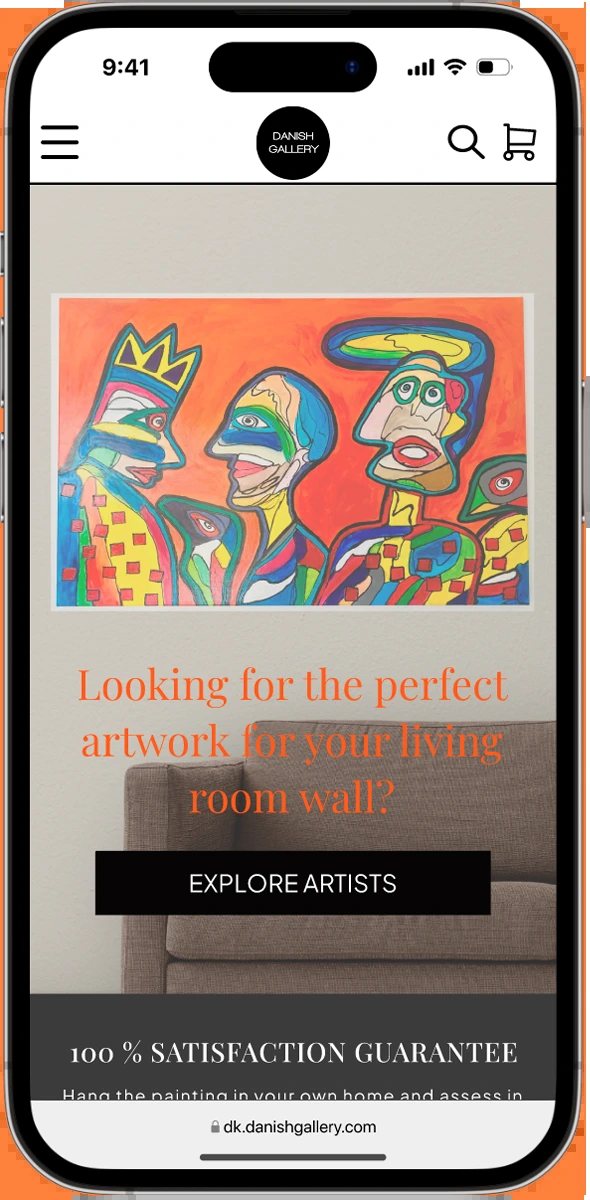 9:41
DANISH
GALLERY
Looking for the perfect
artwork for your living
room wall?
EXPLORE ARTISTS
100 % SATISFACTION GUARANTEE
Hang the painting in your own home and assess in
dk.danishgallery.com